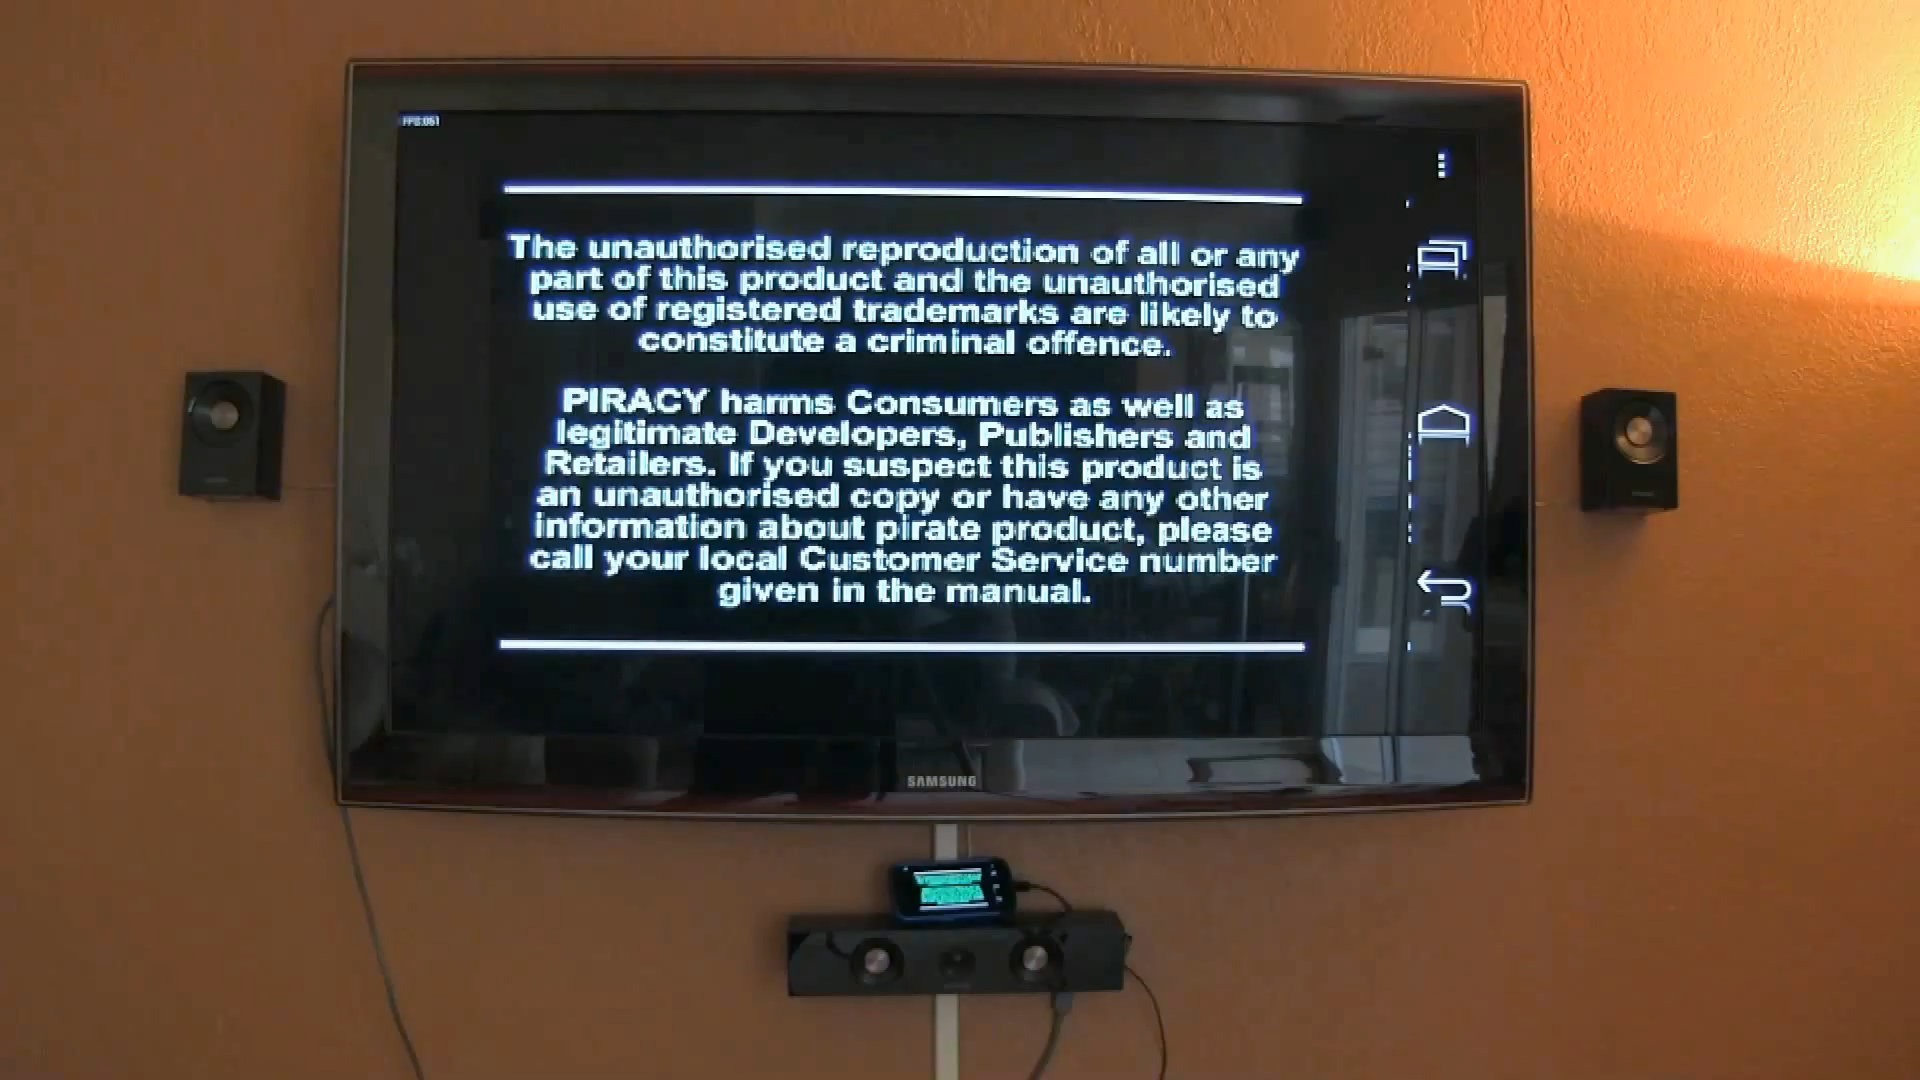 FPS:051
The unauthorised reproduction of all or any
part of this product and the unauthorised
use of registered trademarks are likely to
constitute a criminal offence.
PIRACY harms Consumers as well as
legitimate Developers, Publishers and
Retailers. If you suspect this product is
an unauthorised copy or have any other
information about pirate product, please
call your local Customer Service number
given in the manual.
SAMSUNG